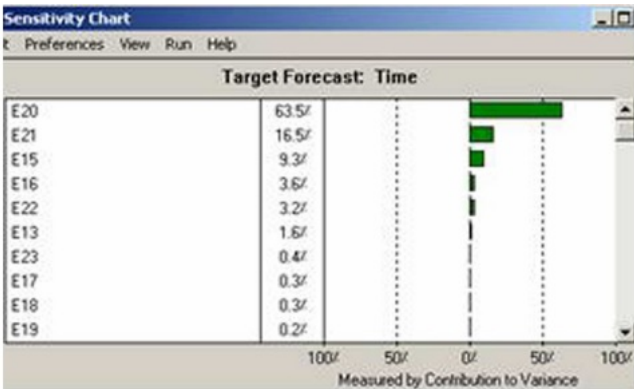 Sensitivity Chart
t Preferences View Run Help
Target Forecast: Time
E20 63.5%
E21 16.5%
E15 9.3%
E16 3.6%
E22 3.2%
E13 1.6%
E23 0.4%
E17 0.3%
E18 0.3%
E19 0.2%
100% 50% 0% 50% 100%
Measured by Contribution to Variance